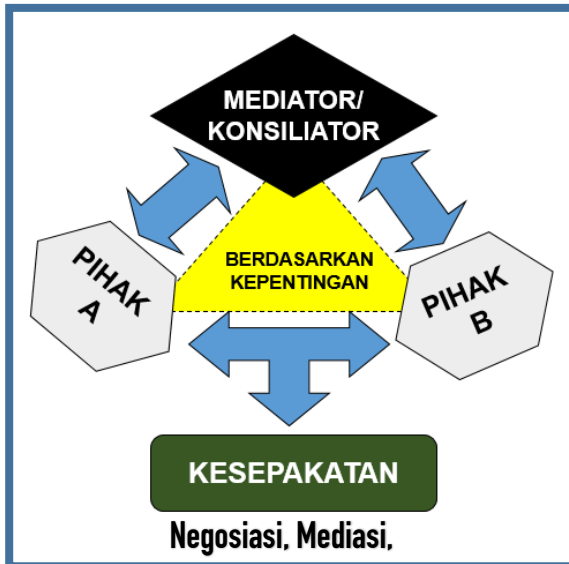 MEDIATOR/
KONSILIATOR
BERDASARKAN
KEPENTINGAN
PIHAK
A
PIHAK
B
KESEPAKATAN
Negosiasi, Mediasi,